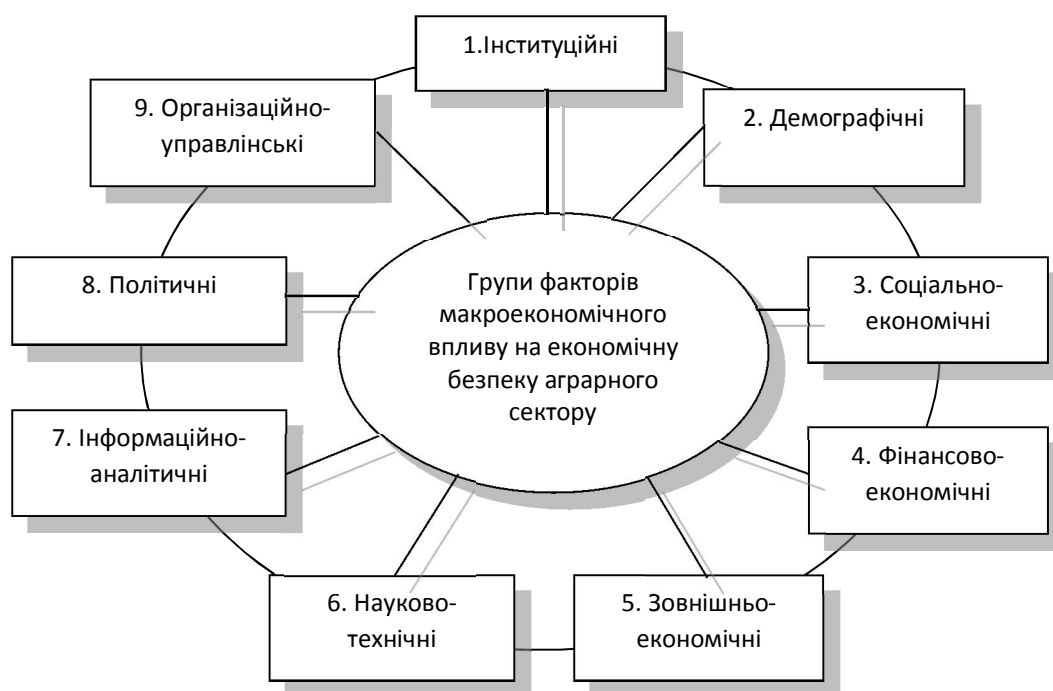 1.Інституційні
2. Демографічні
3. Соціально-
економічні
4. Фінансово-
економічні
5. Зовнішньо-
економічні
6. Науково-
технічні
7. Інформаційно-
аналітичні
8. Політичні
9. Організаційно-
управлінські
Групи факторів
макроекономічного
впливу на економічну
безпеку аграрного
сектору